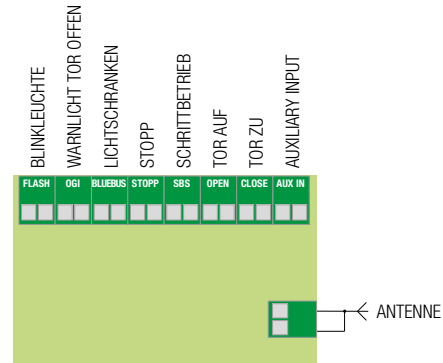 BLINKLEUCHTE
WARNLICHT TOR OFFEN
LICHTSCHRANKEN
STOPP
SCHRITTBETRIEB
TOR AUF
TOR ZU
AUXILIARY INPUT
FLASH
OGI
BLUEBUS
STOPP
SBS
OPEN
CLOSE
AUX IN
ANTENNE